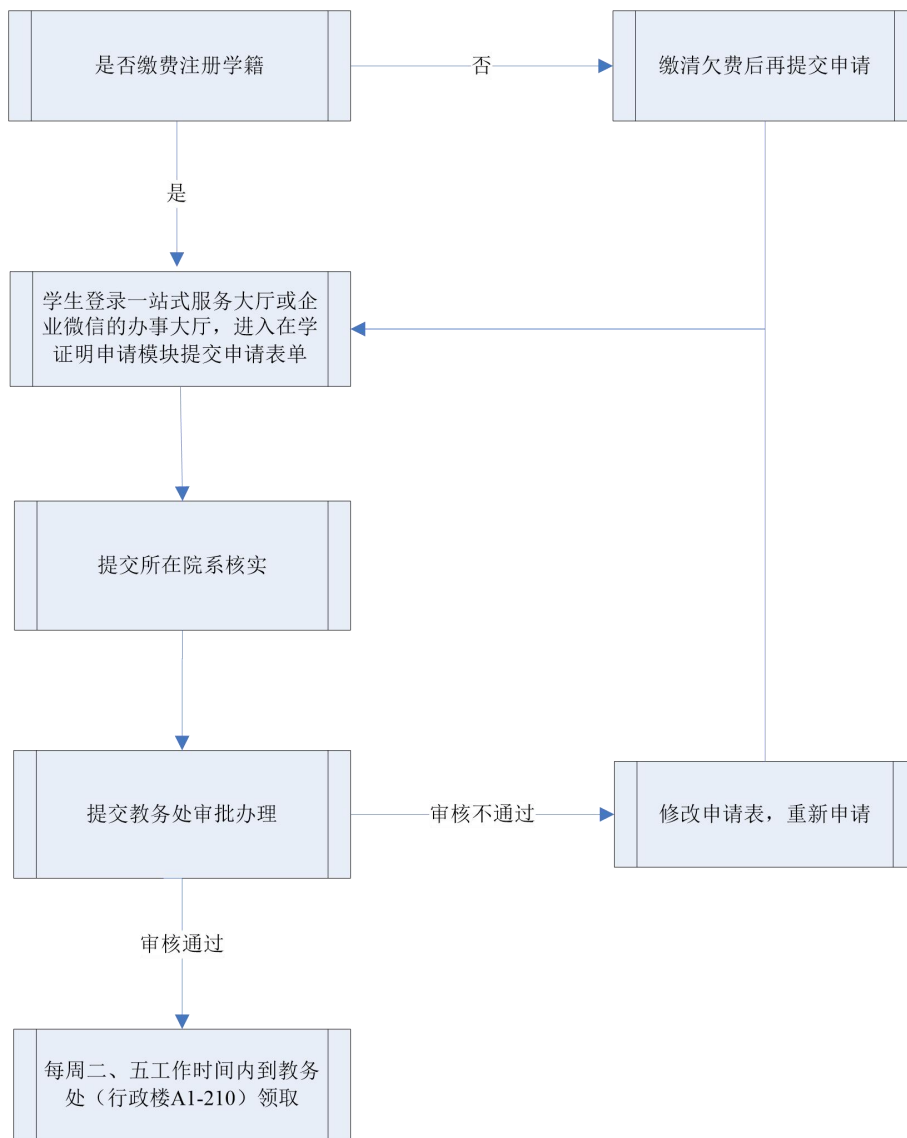 是否缴费注册学籍
否
缴清欠费后再提交申请
是
学生登录一站式服务大厅或企
业微信的办事大厅，进入在学
证明申请模块提交申请表单
提交所在院系核实
提交教务处审批办理
审核不通过
修改申请表，重新申请
审核通过
每周二、五工作时间内到教务
处（行政楼A1-210）领取